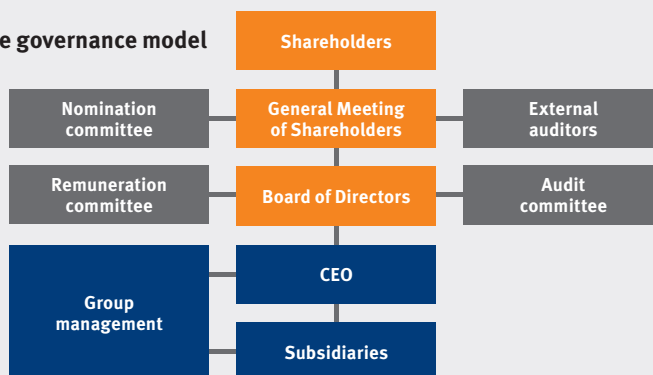 e governance model
Shareholders
Nomination
committee
General Meeting
of Shareholders
External
auditors
Remuneration
committee
Board of Directors
Audit
committee
Group
management
CEO
Subsidiaries